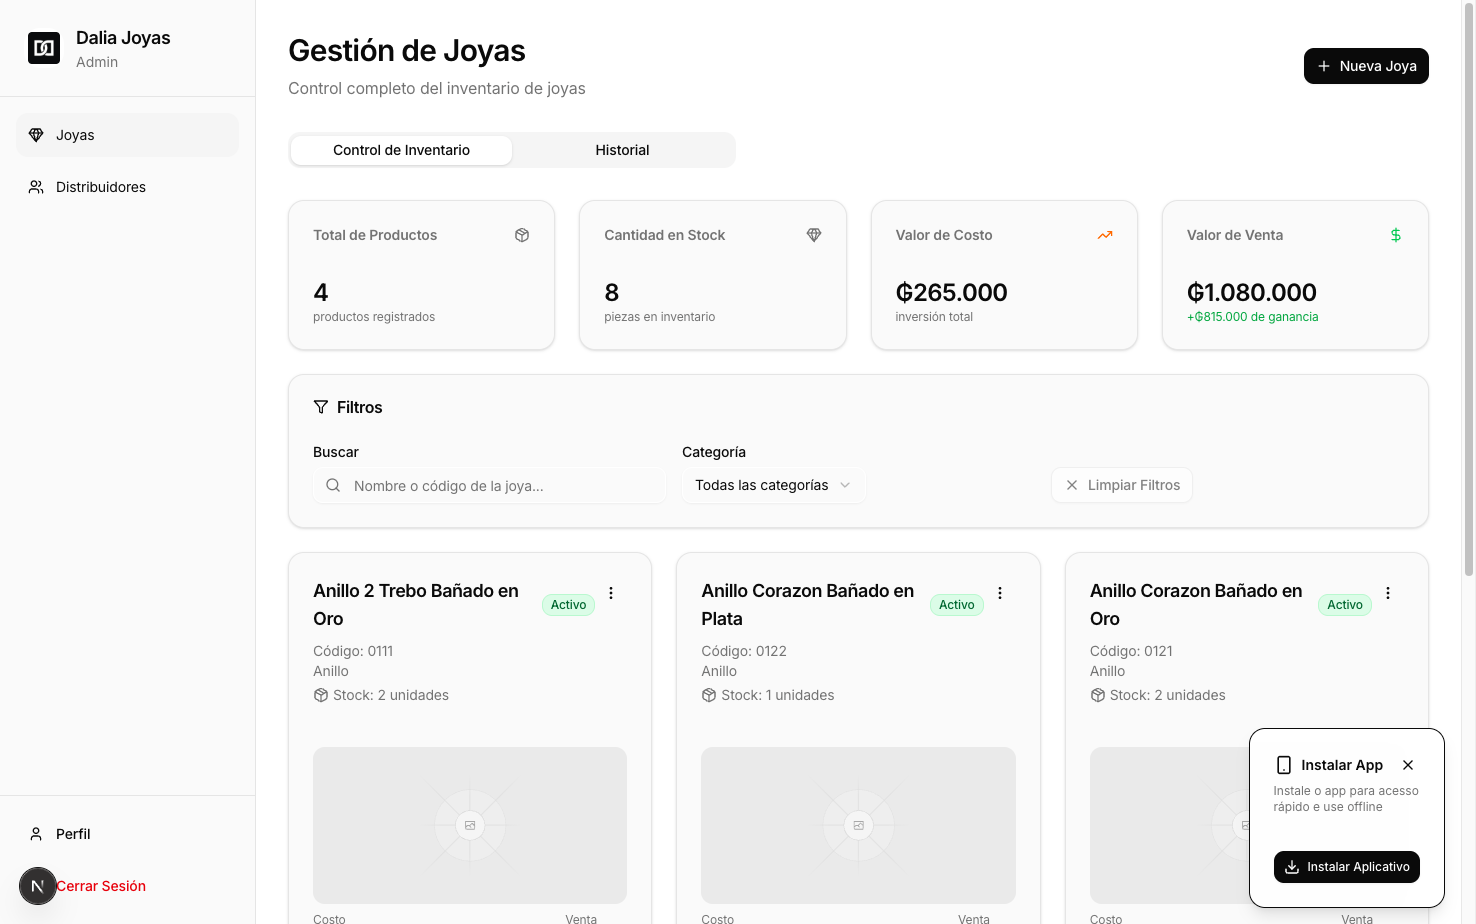 Dalia Joyas
Admin
Joyas
Distribuidores
Perfil
N
Cerrar Sesión
Gestión de Joyas
Control completo del inventario de joyas
Nueva Joya
Control de Inventario
Historial
Total de Productos
4
productos registrados
Cantidad en Stock
8
piezas en inventario
Valor de Costo
₲265.000
inversión total
Valor de Venta
₲1.080.000
+₲815.000 de ganancia
Filtros
Buscar
Nombre o código de la joya...
Categoría
Todas las categorías
Limpiar Filtros
Anillo 2 Trebo Bañado en
Oro
Activo
Código: 0111
Anillo
Stock: 2 unidades
Costo
Venta
Anillo Corazon Bañado en
Plata
Activo
Código: 0122
Anillo
Stock: 1 unidades
Costo
Venta
Anillo Corazon Bañado en
Oro
Activo
Código: 0121
Anillo
Stock: 2 unidades
Costo
Venta
Instalar App
Instale o app para acesso
rápido e use offline
Instalar Aplicativo